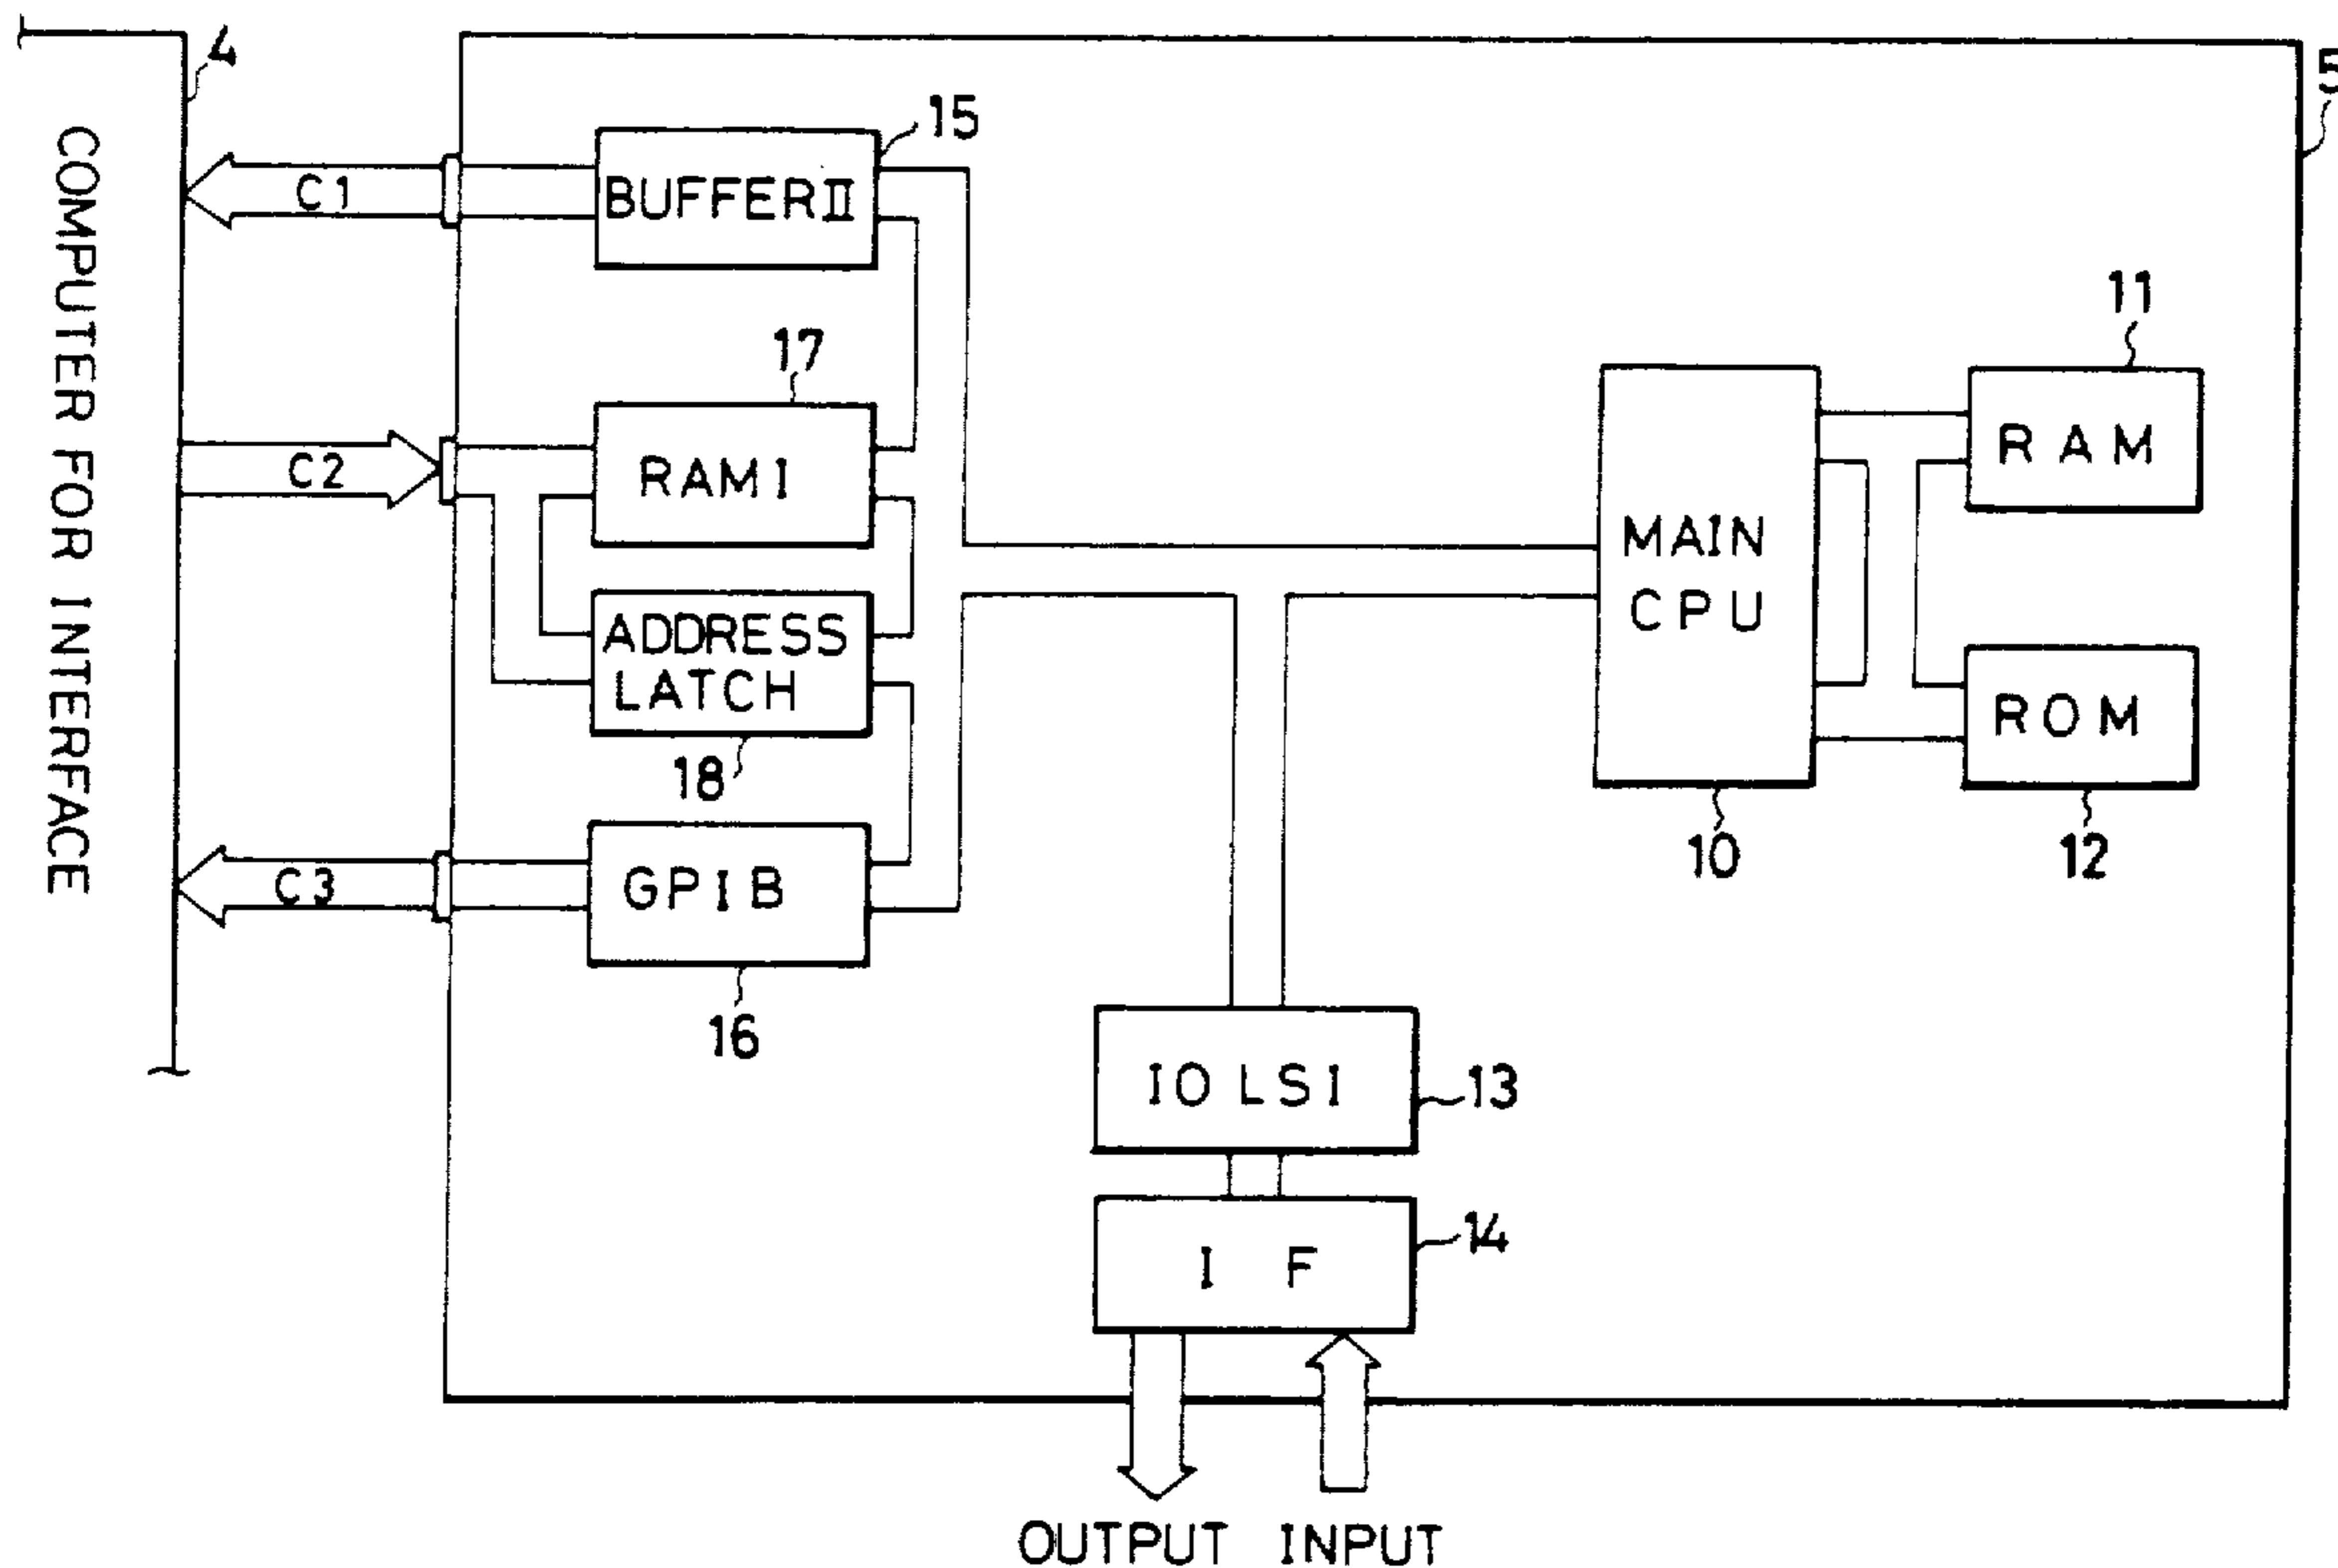 4
5
COMPUTER FOR INTERFACE
15
C1
BUFFER II
11
17
C2
RAM I
RAM
MAIN
CPU
ADDRESS
LATCH
ROM
18
10
12
C3
GPIB
16
IO LSI
13
I F
14
OUTPUT
INPUT